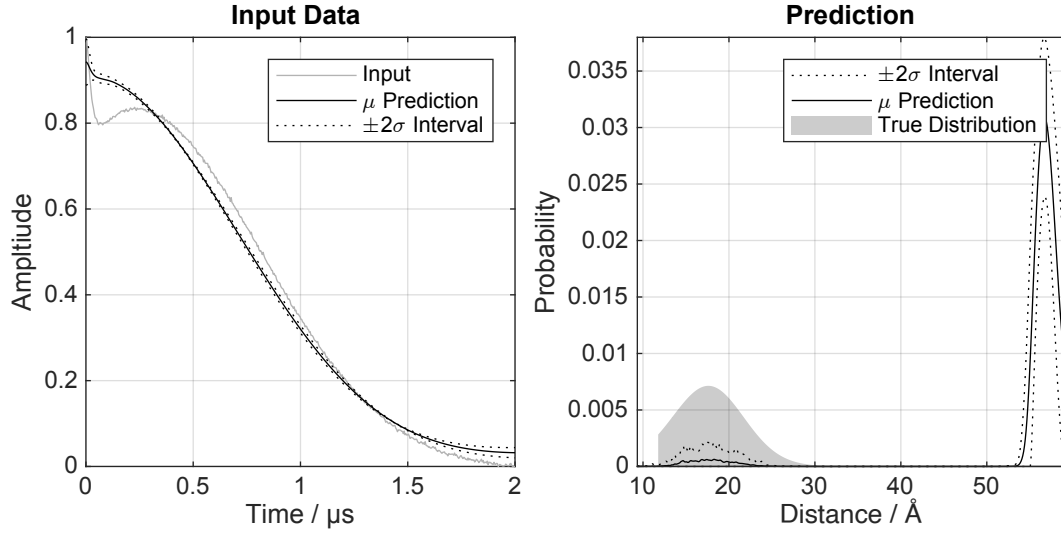 Input Data
1
0.8
0.6
0.4
0.2
0
Ampltiude
Input
μ Prediction
±2σ Interval
0
0.5
1
1.5
2
Time / µs
Prediction
0.035
0.03
0.025
0.02
0.015
0.01
0.005
0
Probability
±2σ Interval
μ Prediction
True Distribution
10
20
30
40
50
Distance / Å